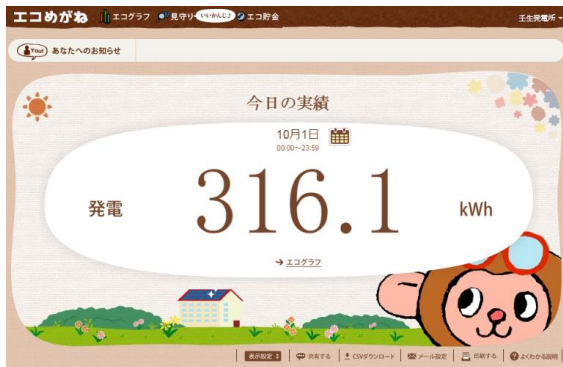 エコめがね エコグラフ 見守り いいかんじ♪ エコ貯金 壬生発電所
You! あなたへのお知らせ
今日の実績
10月1日
00:00〜23:59
発電 316.1 kWh
→ エコグラフ
表示設定 共有する CSVダウンロード メール設定 印刷する ? よくわかる説明